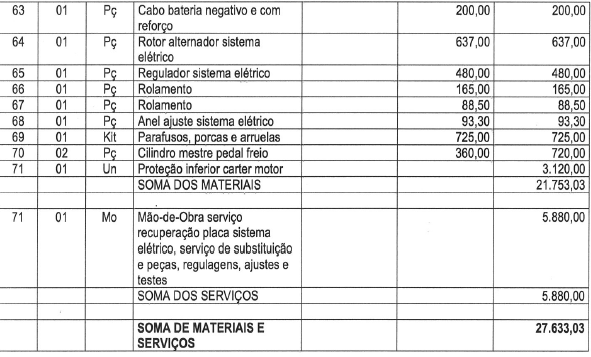 63 01 Pç Cabo bateria negativo e com 200,00 200,00
reforço
64 01 Pç Rotor alternador sistema 637,00 637,00
elétrico
65 01 Pç Regulador sistema elétrico 480,00 480,00
66 01 Pç Rolamento 165,00 165,00
67 01 Pç Rolamento 88,50 88,50
68 01 Pç Anel ajuste sistema elétrico 93,30 93,30
69 01 Kit Parafusos, porcas e arruelas 725,00 725,00
70 02 Pç Cilindro mestre pedal freio 360,00 720,00
71 01 Un Proteção inferior carter motor 3.120,00
SOMA DOS MATERIAIS 21.753,03
71 01 Mo Mão-de-Obra serviço 5.880,00
recuperação placa sistema
elétrico, serviço de substituição
e peças, regulagens, ajustes e
testes
SOMA DOS SERVIÇOS 5.880,00
SOMA DE MATERIAIS E 27.633,03
SERVIÇOS